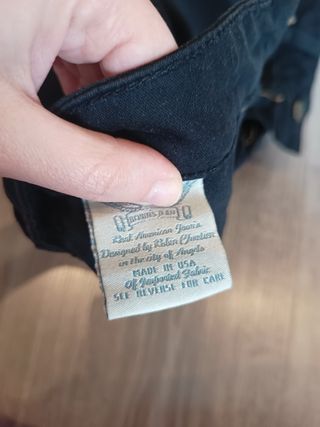 Real American Jeans
Designed by Robin Chretien
in the city of Angels
MADE IN USA
Of Imported Fabric
SEE REVERSE FOR CARE